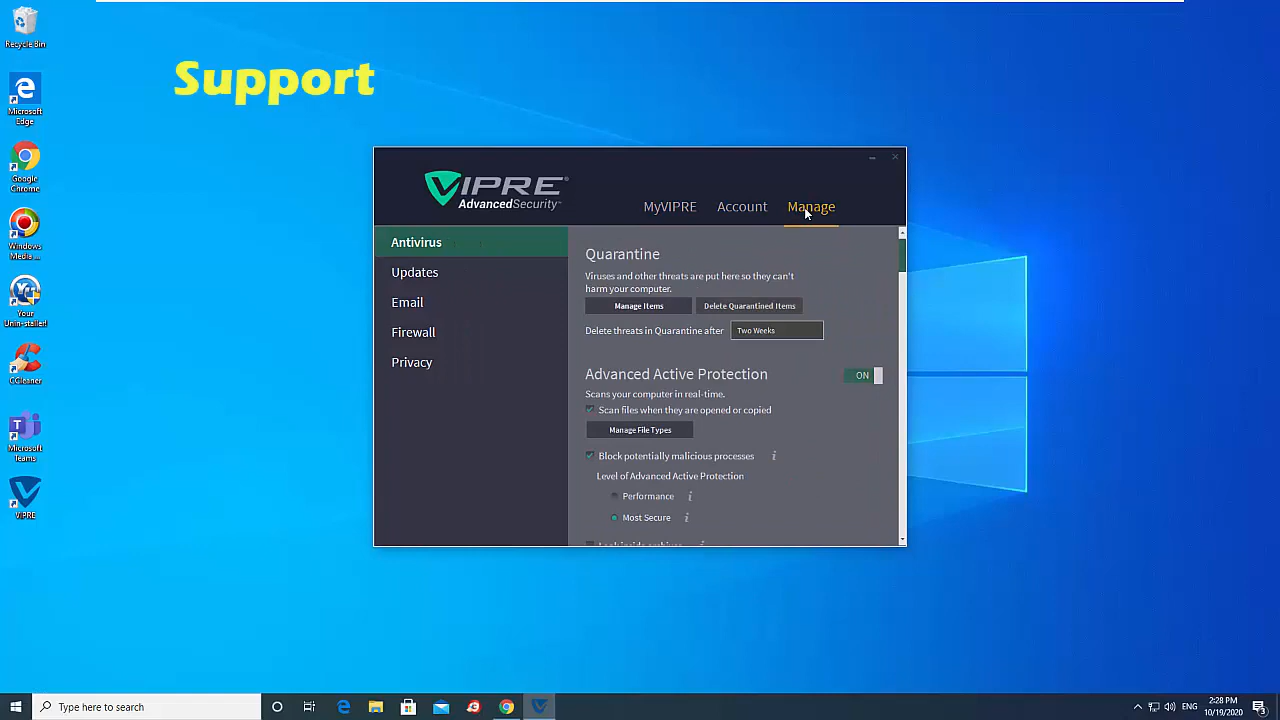 Support
Recycle Bin
Microsoft
Edge
Google
Chrome
Windows
Media ...
Your
Unin-staller!
CCleaner
Microsoft
Teams
VIPRE
VIPRE®
AdvancedSecurity™
MyVIPRE Account Manage
Antivirus
Updates
Email
Firewall
Privacy
Quarantine
Viruses and other threats are put here so they can't
harm your computer.
Manage Items Delete Quarantined Items
Delete threats in Quarantine after Two Weeks
Advanced Active Protection ON
Scans your computer in real-time.
Scan files when they are opened or copied
Manage File Types
Block potentially malicious processes i
Level of Advanced Active Protection
Performance i
Most Secure i
Look inside archives
Type here to search
ENG
2:28 PM
10/19/2020